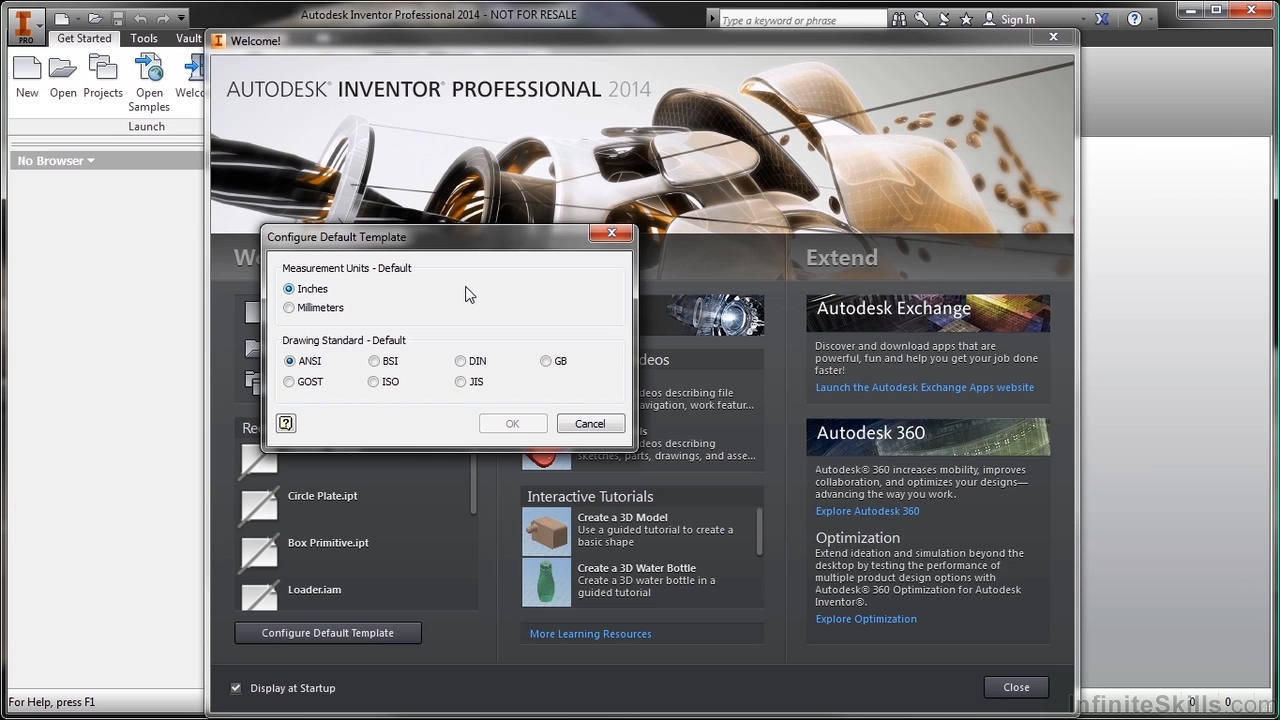 Autodesk Inventor Professional 2014 - NOT FOR RESALE
Type a keyword or phrase
Sign In
PRO
Get Started
Tools
Vault
New
Open
Projects
Open
Samples
Launch
No Browser
Welcome!
AUTODESK® INVENTOR® PROFESSIONAL 2014
Configure Default Template
Measurement Units - Default
Inches
Millimeters
Drawing Standard - Default
ANSI
BSI
DIN
GB
GOST
ISO
JIS
OK
Cancel
Circle Plate.ipt
Box Primitive.ipt
Loader.iam
Configure Default Template
Display at Startup
Interactive Tutorials
Create a 3D Model
Use a guided tutorial to create a
basic shape
Create a 3D Water Bottle
Create a 3D water bottle in a
guided tutorial
More Learning Resources
Extend
Autodesk Exchange
Discover and download apps that are
powerful, fun and help you get your job done
faster!
Launch the Autodesk Exchange Apps website
Autodesk 360
Autodesk® 360 increases mobility, improves
collaboration, and optimizes your designs—
advancing the way you work.
Explore Autodesk 360
Optimization
Extend ideation and simulation beyond the
desktop by testing the performance of
multiple product design options with
Autodesk® 360 Optimization for Autodesk
Inventor®.
Explore Optimization
Close
For Help, press F1
0 0
InfiniteSkills.com